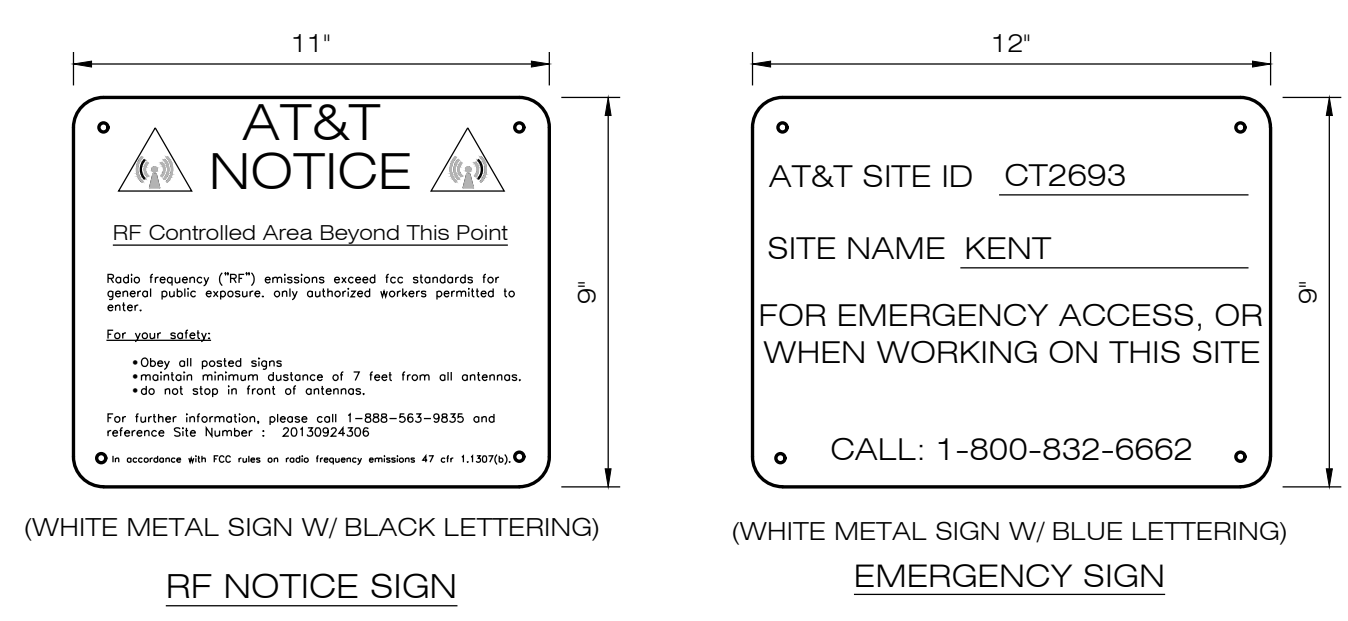 11"
AT&T
NOTICE
RF Controlled Area Beyond This Point
Radio frequency ("RF") emissions exceed fcc standards for
general public exposure. only authorized workers permitted to
enter.
For your safety:
• Obey all posted signs
• maintain minimum dustance of 7 feet from all antennas.
• do not stop in front of antennas.
For further information, please call 1-888-563-9835 and
reference Site Number : 20130924306
In accordance with FCC rules on radio frequency emissions 47 cfr 1.1307(b).
9"
(WHITE METAL SIGN W/ BLACK LETTERING)
RF NOTICE SIGN
12"
AT&T SITE ID CT2693
SITE NAME KENT
FOR EMERGENCY ACCESS, OR
WHEN WORKING ON THIS SITE
CALL: 1-800-832-6662
9"
(WHITE METAL SIGN W/ BLUE LETTERING)
EMERGENCY SIGN